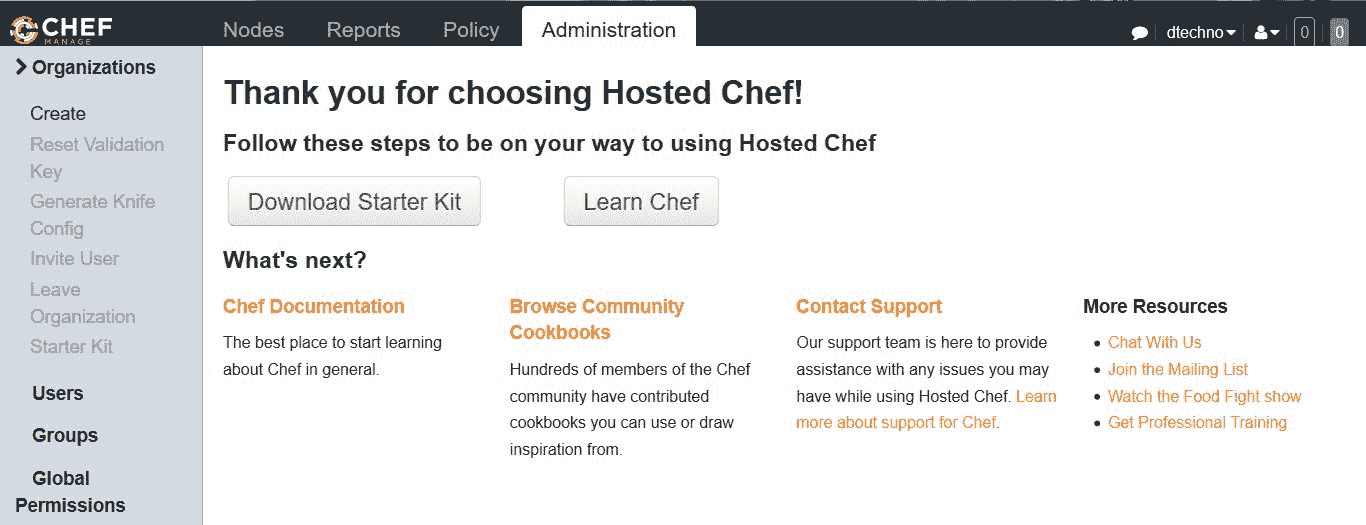 CHEF
MANAGE
Nodes
Reports
Policy
Administration
dtechno
0
0
Organizations
Create
Reset Validation
Key
Generate Knife
Config
Invite User
Leave
Organization
Starter Kit
Users
Groups
Global
Permissions
Thank you for choosing Hosted Chef!
Follow these steps to be on your way to using Hosted Chef
Download Starter Kit
Learn Chef
What's next?
Chef Documentation
The best place to start learning
about Chef in general.
Browse Community
Cookbooks
Hundreds of members of the Chef
community have contributed
cookbooks you can use or draw
inspiration from.
Contact Support
Our support team is here to provide
assistance with any issues you may
have while using Hosted Chef. Learn
more about support for Chef.
More Resources
Chat With Us
Join the Mailing List
Watch the Food Fight show
Get Professional Training